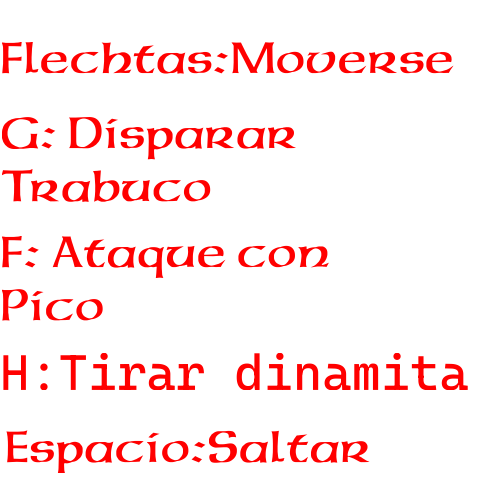 Flechtas:Moverse
G: Disparar
Trabuco
F: Ataque con
Pico
H:Tirar dinamita
Espacio:Saltar